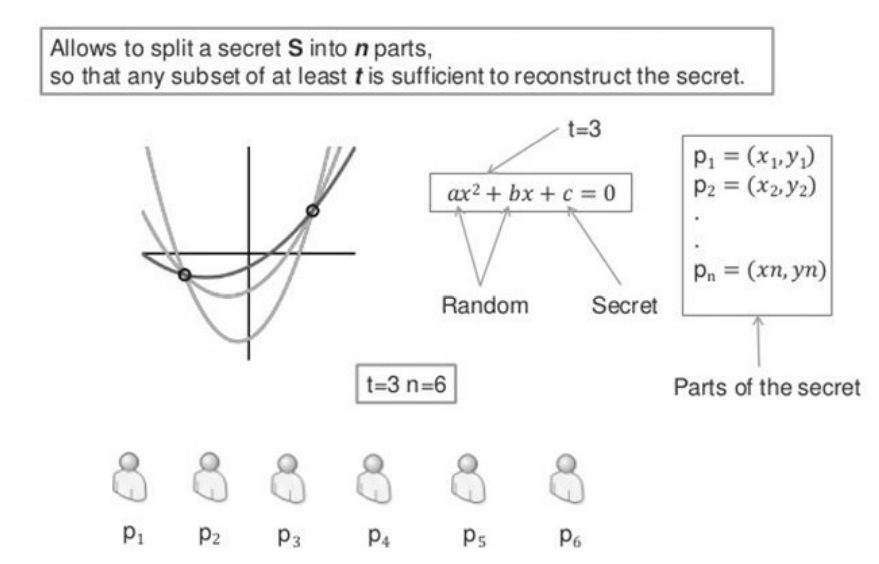 Allows to split a secret S into n parts,
so that any subset of at least t is sufficient to reconstruct the secret.
t=3
ax² + bx + c = 0
Random
Secret
p₁ = (x₁,y₁)
p₂ = (x₂,y₂)
.
.
pₙ = (xn, yn)
Parts of the secret
t=3 n=6
p₁ p₂ p₃ p₄ p₅ p₆